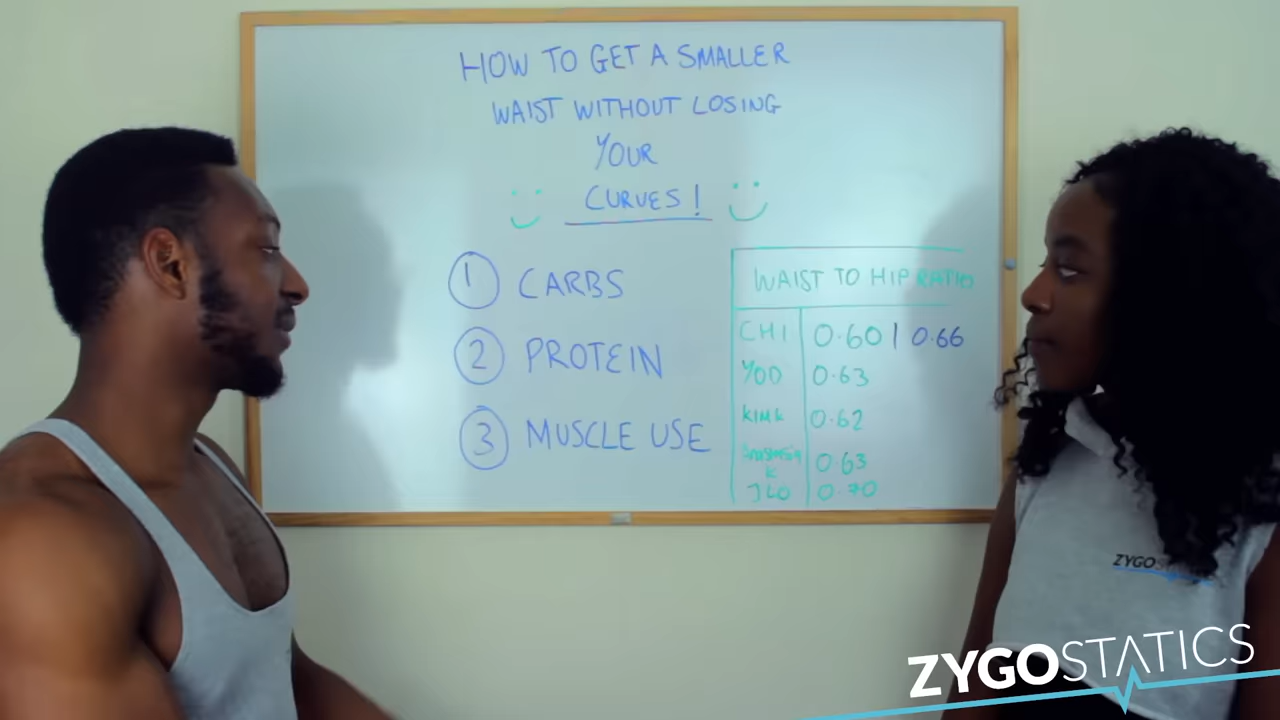 HOW TO GET A SMALLER
WAIST WITHOUT LOSING
YOUR
CURVES!
1 CARBS
2 PROTEIN
3 MUSCLE USE
WAIST TO HIP RATIO
CHI 0.60 | 0.66
YOD 0.63
KIM K 0.62
K 0.63
JLO 0.70
ZYGOSTATICS